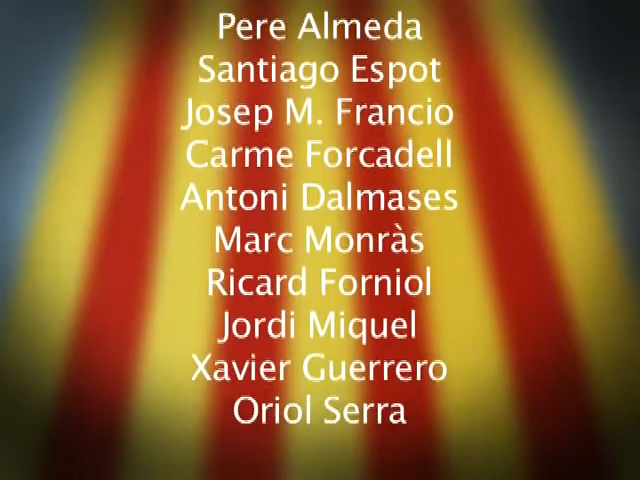 Pere Almeda
Santiago Espot
Josep M. Francio
Carme Forcadell
Antoni Dalmases
Marc Monràs
Ricard Forniol
Jordi Miquel
Xavier Guerrero
Oriol Serra